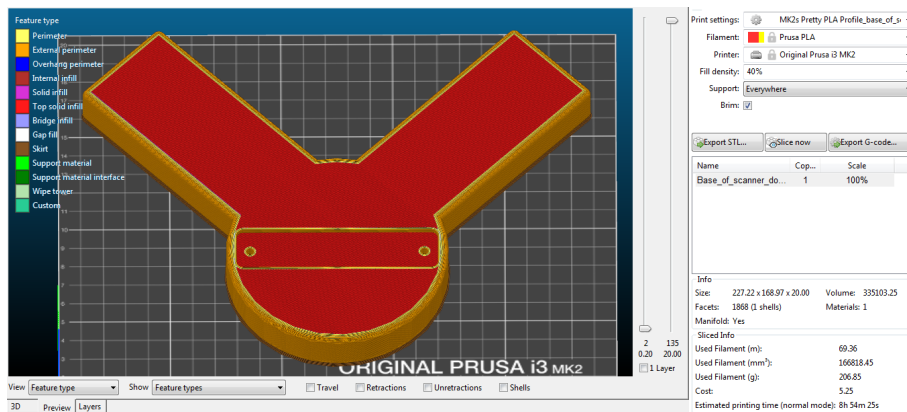 Feature type
Perimeter
External perimeter
Overhang perimeter
Internal infill
Solid infill
Top solid infill
Bridge infill
Gap fill
Skirt
Support material
Support material interface
Wipe tower
Custom
ORIGINAL PRUSA i3 MK2
2 135
0.20 20.00
1 Layer
View Feature type Show Feature types Travel Retractions Unretractions Shells
3D Preview Layers
Print settings: MK2s Pretty PLA Profile_base_of_s
Filament: Prusa PLA
Printer: Original Prusa i3 MK2
Fill density: 40%
Support: Everywhere
Brim:
Export STL... Slice now Export G-code...
Name Cop... Scale
Base_of_scanner_do... 1 100%
Info
Size: 227.22 x 168.97 x 20.00 Volume: 335103.25
Facets: 1868 (1 shells) Materials: 1
Manifold: Yes
Sliced Info
Used Filament (m): 69.36
Used Filament (mm³): 166818.45
Used Filament (g): 206.85
Cost: 5.25
Estimated printing time (normal mode): 8h 54m 25s